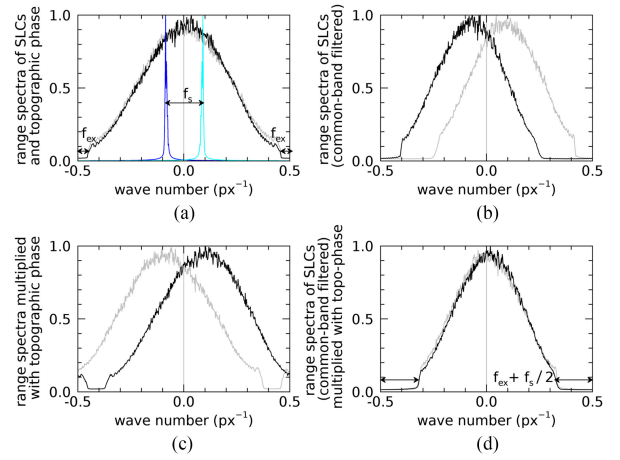 range spectra of SLCs
and topographic phase
1.0
0.5
0.0
f_ex
f_s
f_ex
-0.5
0.0
0.5
wave number (px⁻¹)
(a)
range spectra of SLCs
(common-band filtered)
1.0
0.5
0.0
-0.5
0.0
0.5
wave number (px⁻¹)
(b)
range spectra multiplied
with topographic phase
1.0
0.5
0.0
-0.5
0.0
0.5
wave number (px⁻¹)
(c)
range spectra of SLCs
(common-band filtered)
multiplied with topo-phase
1.0
0.5
0.0
f_ex + f_s / 2
-0.5
0.0
0.5
wave number (px⁻¹)
(d)